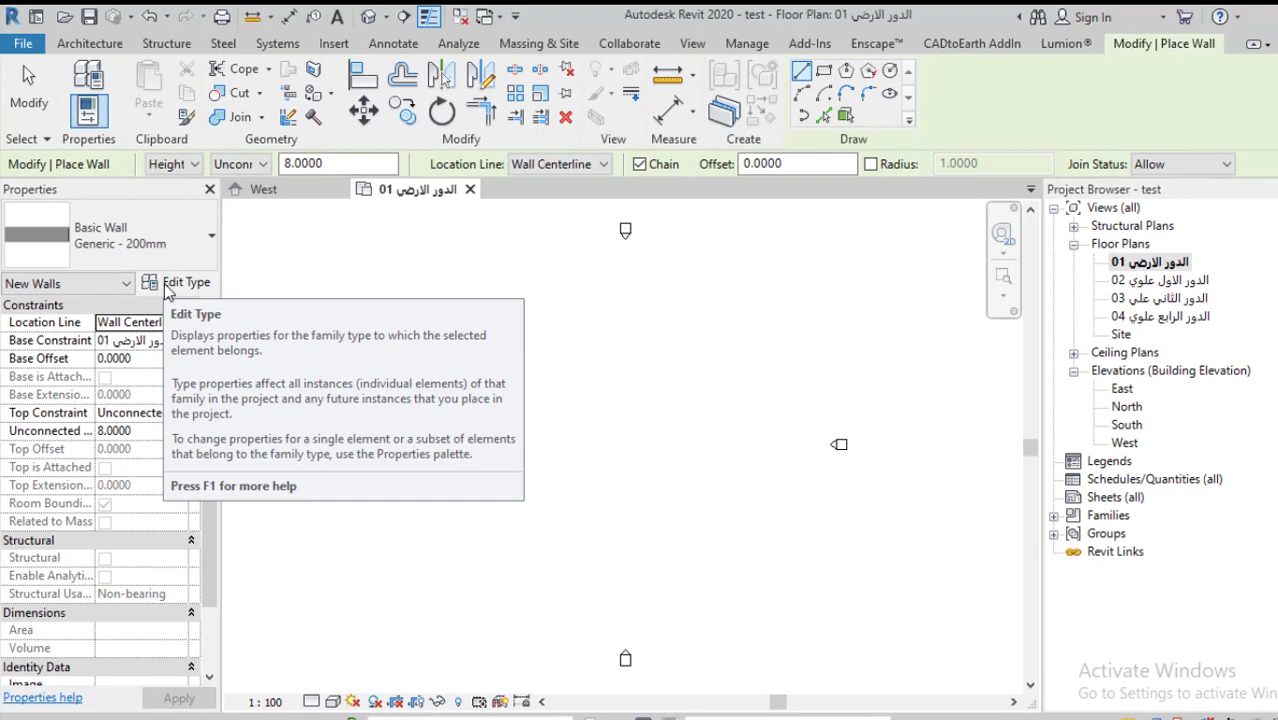 Autodesk Revit 2020 - test - Floor Plan: 01 الدور الارضي
Sign In
File
Architecture
Structure
Steel
Systems
Insert
Annotate
Analyze
Massing & Site
Collaborate
View
Manage
Add-Ins
Enscape™
CADtoEarth AddIn
Lumion®
Modify | Place Wall
Modify
Paste
Cope
Cut
Join
Select
Properties
Clipboard
Geometry
Modify
View
Measure
Create
Draw
Modify | Place Wall
Height
Uncon
8.0000
Location Line:
Wall Centerline
Chain
Offset:
0.0000
Radius:
1.0000
Join Status:
Allow
Properties
West
01 الدور الارضي
Project Browser - test
Basic Wall
Generic - 200mm
New Walls
Edit Type
Constraints
Location Line
Wall Centerl
Base Constraint
01 دور الارضي
Base Offset
0.0000
Base is Attach...
Base Extensio...
0.0000
Top Constraint
Unconnected
Unconnected ...
8.0000
Top Offset
0.0000
Top is Attached
Top Extension...
0.0000
Room Boundi...
Related to Mass
Structural
Structural
Enable Analyti...
Structural Usa...
Non-bearing
Dimensions
Area
Volume
Identity Data
Image
Properties help
Apply
Edit Type
Displays properties for the family type to which the selected
element belongs.
Type properties affect all instances (individual elements) of that
family in the project and any future instances that you place in
the project.
To change properties for a single element or a subset of elements
that belong to the family type, use the Properties palette.
Press F1 for more help
2D
Views (all)
Structural Plans
Floor Plans
01 الدور الارضي
02 الدور الاول علوي
03 الدور الثاني علي
04 الدور الرابع علوي
Site
Ceiling Plans
Elevations (Building Elevation)
East
North
South
West
Legends
Schedules/Quantities (all)
Sheets (all)
Families
Groups
Revit Links
1 : 100
Activate Windows
Go to Settings to activate Win